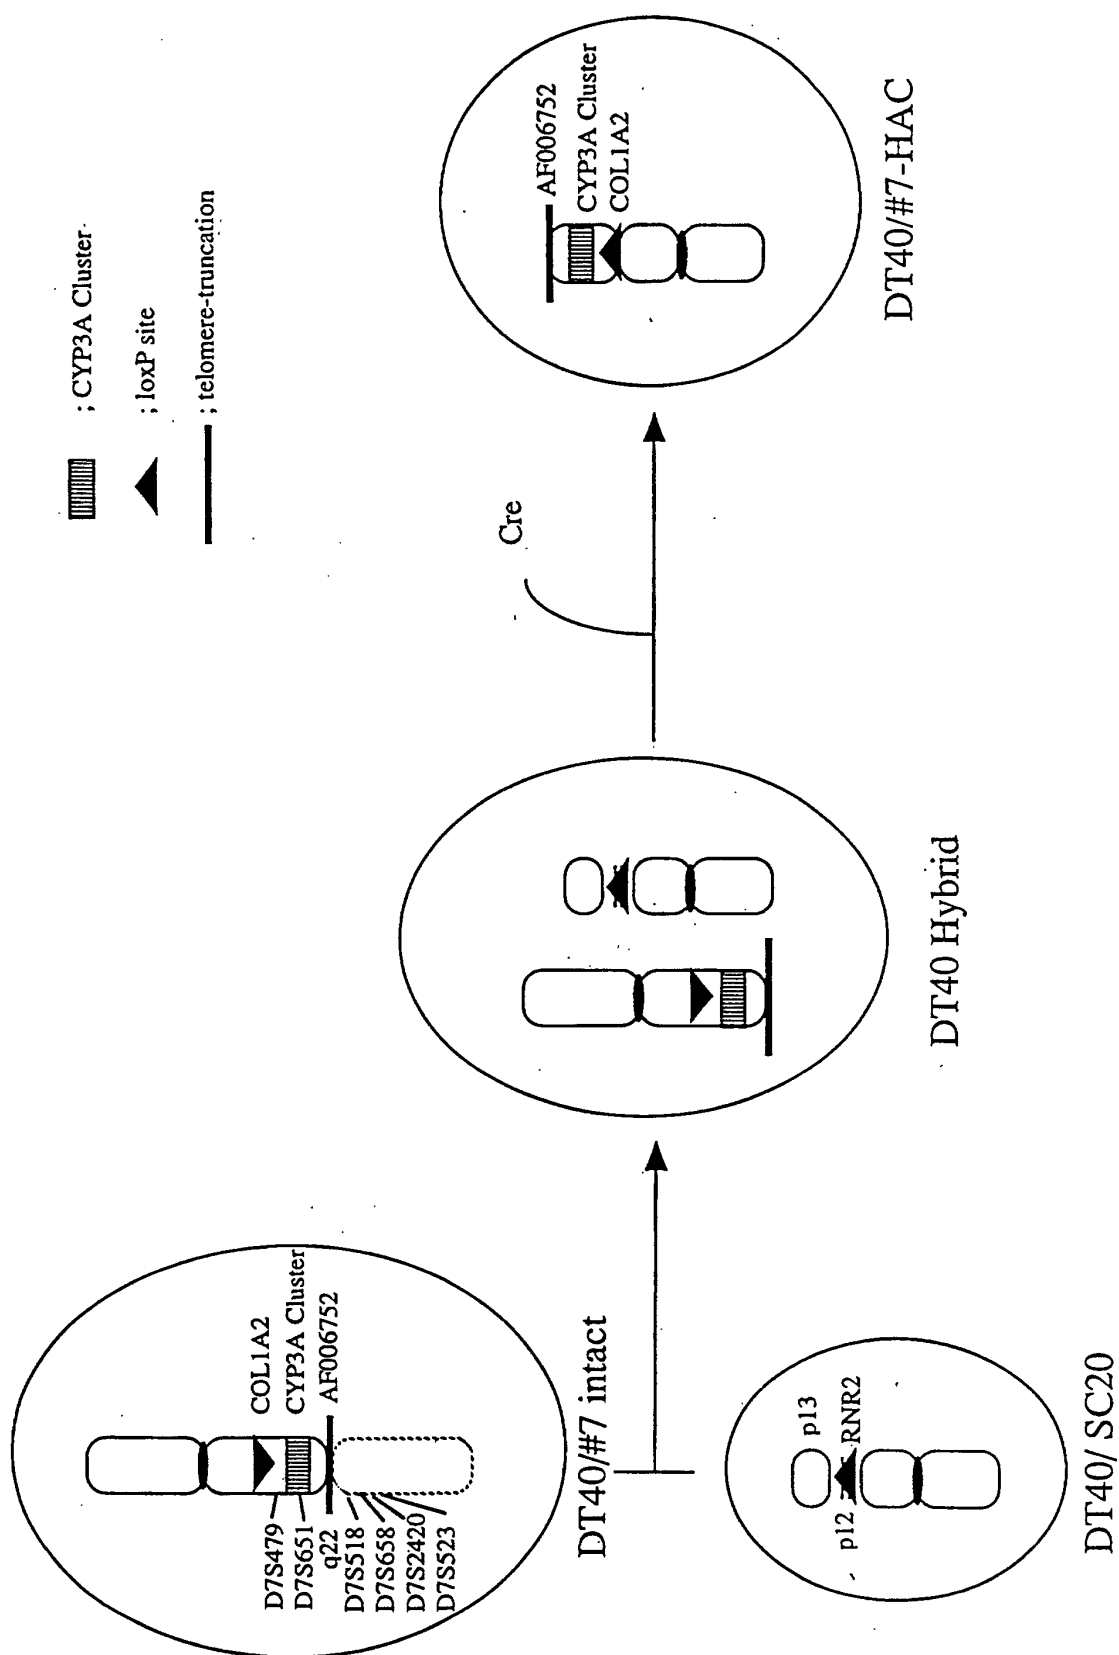 ; CYP3A Cluster
; loxP site
; telomere-truncation
D7S479
D7S651
q22
D7S518
D7S658
D7S2420
D7S523
COL1A2
CYP3A Cluster
AF006752
DT40/#7 intact
p13
p12
RNR2
DT40/ SC20
DT40 Hybrid
Cre
AF006752
CYP3A Cluster
COL1A2
DT40/#7-HAC